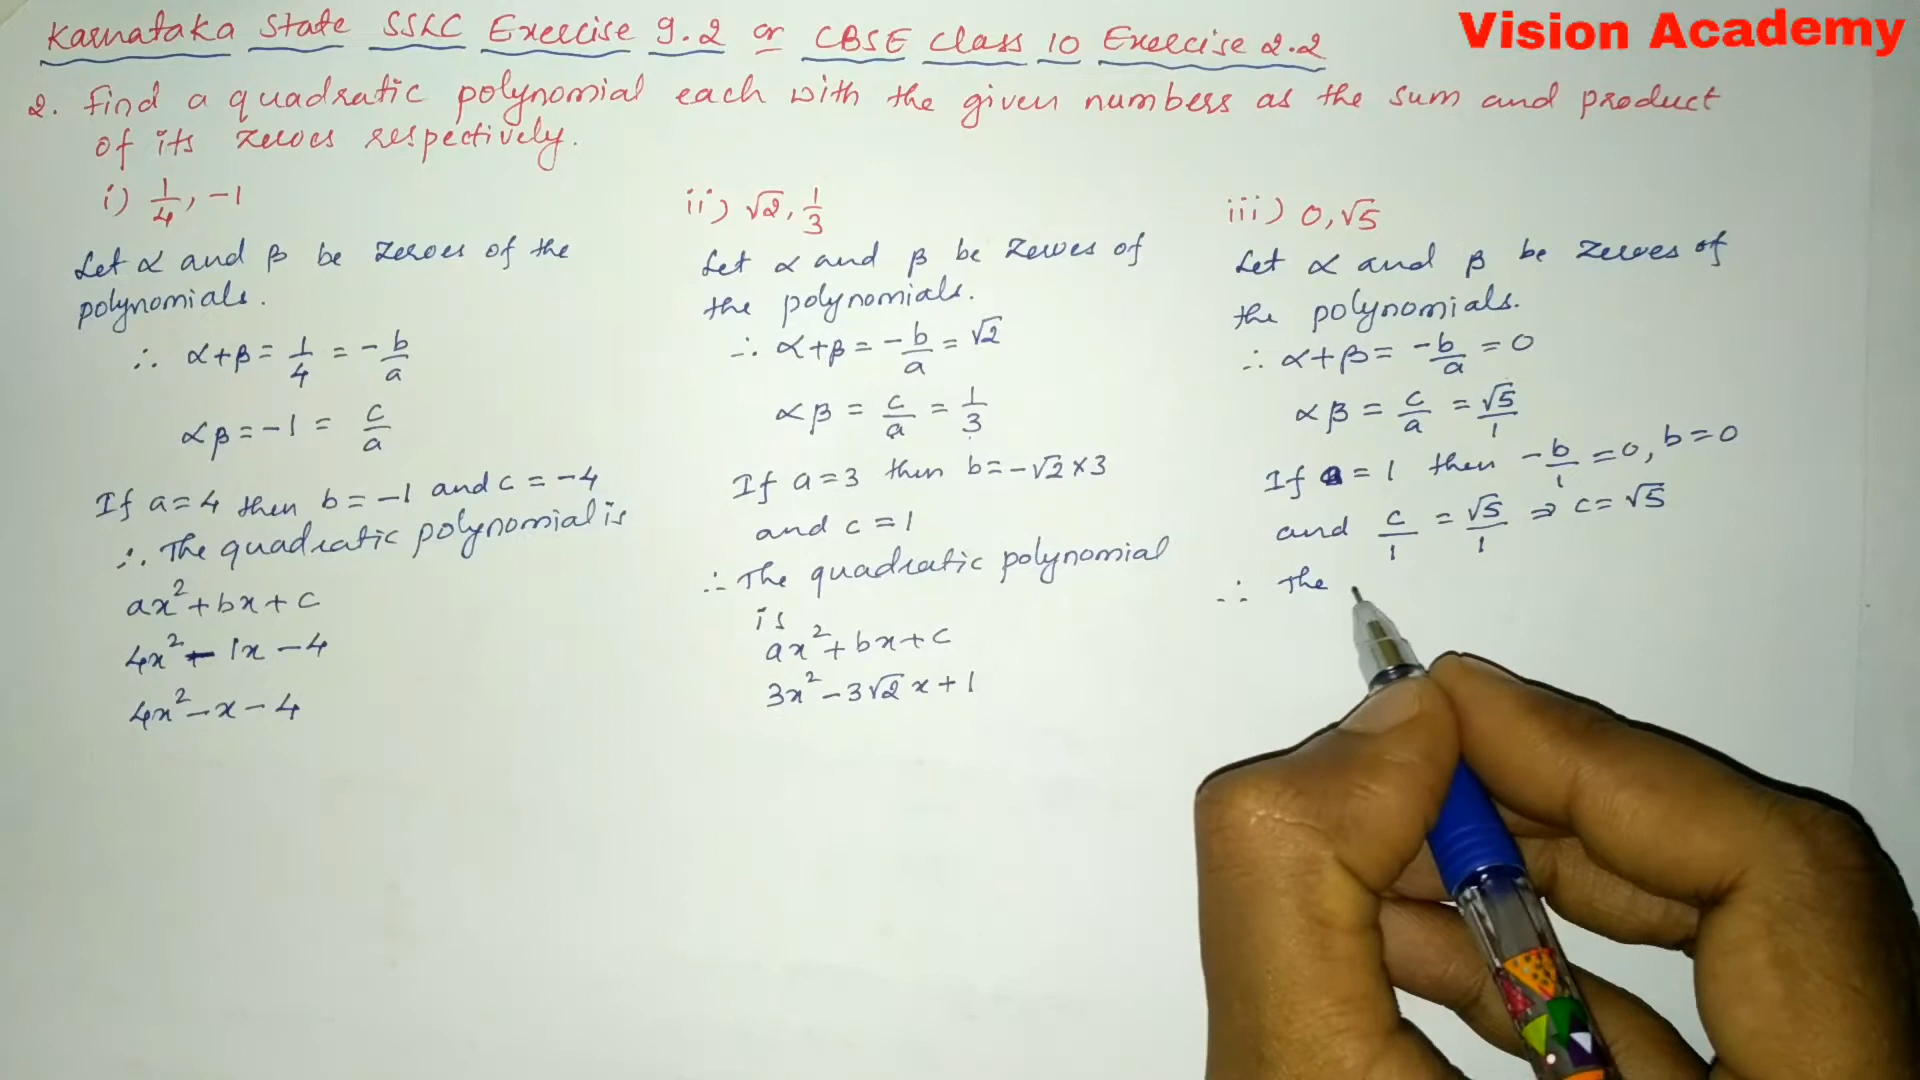 Karnataka State SSLC Exercise 9.2 or CBSE Class 10 Exercise 2.2
Vision Academy
2. Find a quadratic polynomial each with the given numbers as the sum and product
of its zeroes respectively.
i) 1/4, -1
Let α and β be zeroes of the
polynomials.
∴ α+β = 1/4 = -b/a
αβ = -1 = c/a
If a=4 then b=-1 and c=-4
∴ The quadratic polynomial is
ax²+bx+c
4x²-1x-4
4x²-x-4
ii) √2, 1/3
Let α and β be zeroes of
the polynomials.
∴ α+β = -b/a = √2
αβ = c/a = 1/3
If a=3 then b=-√2×3
and c=1
∴ The quadratic polynomial
is
ax²+bx+c
3x²-3√2x+1
iii) 0, √5
Let α and β be zeroes of
the polynomials.
∴ α+β = -b/a = 0
αβ = c/a = √5/1
If a=1 then -b/1=0, b=0
and c/1 = √5/1 ⇒ c=√5
∴ The